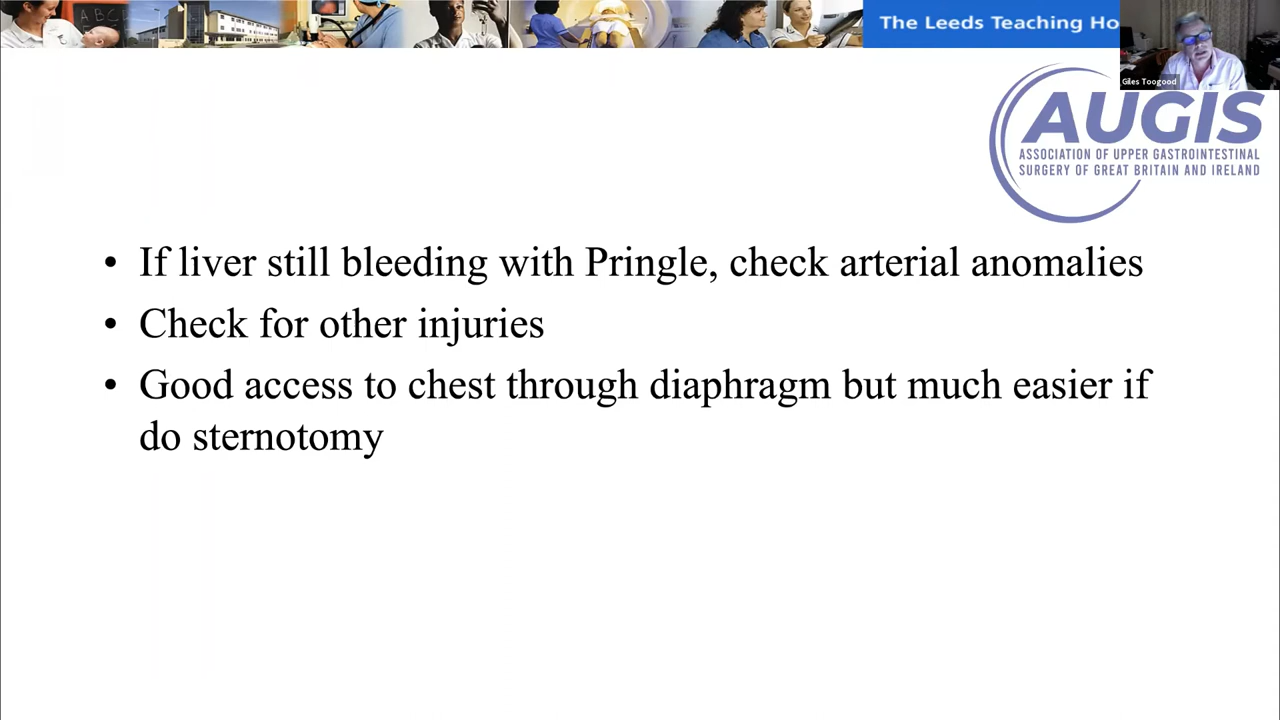 ABC
The Leeds Teaching Ho
Giles Toogood
AUGIS
ASSOCIATION OF UPPER GASTROINTESTINAL
SURGERY OF GREAT BRITAIN AND IRELAND
• If liver still bleeding with Pringle, check arterial anomalies
• Check for other injuries
• Good access to chest through diaphragm but much easier if
do sternotomy